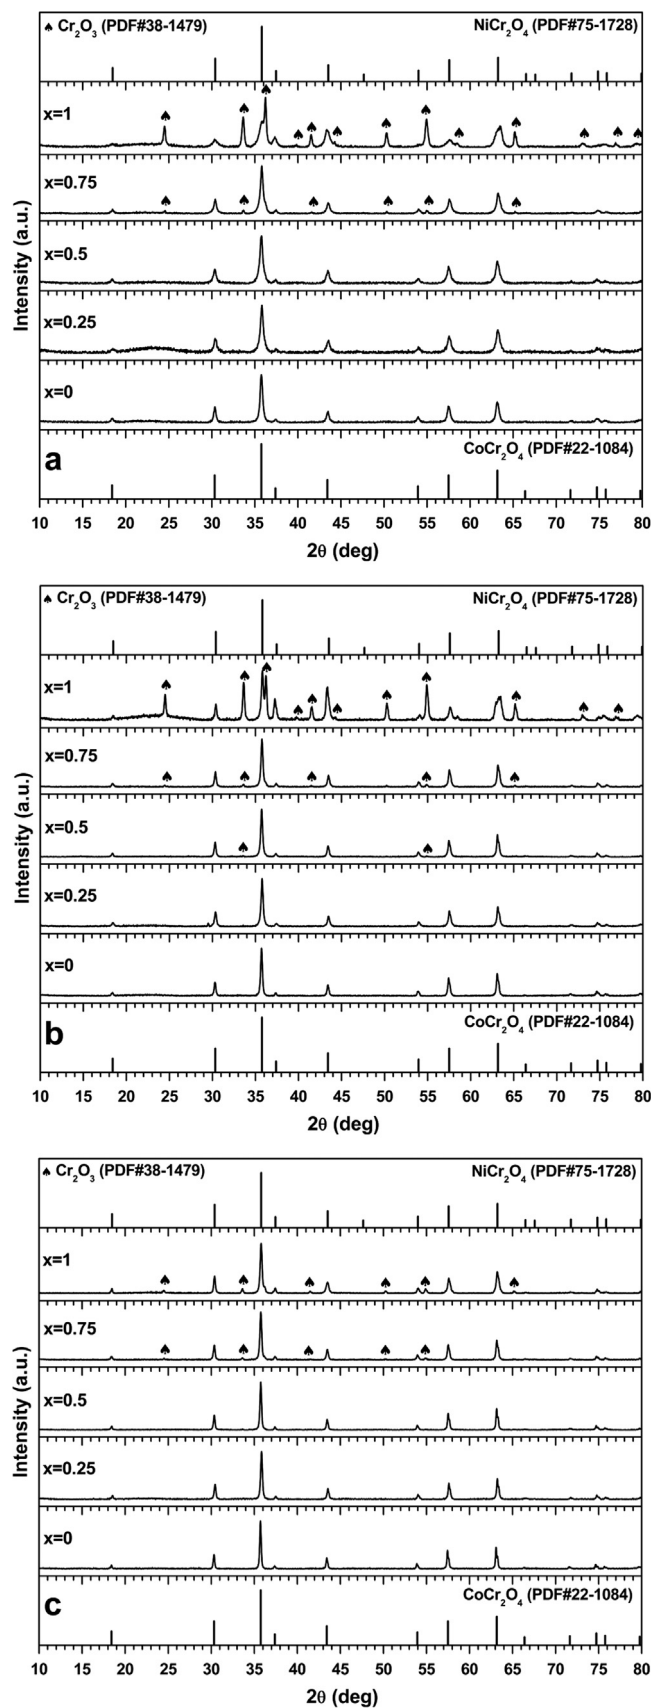 ♠ Cr₂O₃ (PDF#38-1479) NiCr₂O₄ (PDF#75-1728)
x=1
x=0.75
x=0.5
x=0.25
x=0
Intensity (a.u.)
a CoCr₂O₄ (PDF#22-1084)
10 15 20 25 30 35 40 45 50 55 60 65 70 75 80
2θ (deg)
♠ Cr₂O₃ (PDF#38-1479) NiCr₂O₄ (PDF#75-1728)
x=1
x=0.75
x=0.5
x=0.25
x=0
Intensity (a.u.)
b CoCr₂O₄ (PDF#22-1084)
10 15 20 25 30 35 40 45 50 55 60 65 70 75 80
2θ (deg)
♠ Cr₂O₃ (PDF#38-1479) NiCr₂O₄ (PDF#75-1728)
x=1
x=0.75
x=0.5
x=0.25
x=0
Intensity (a.u.)
c CoCr₂O₄ (PDF#22-1084)
10 15 20 25 30 35 40 45 50 55 60 65 70 75 80
2θ (deg)